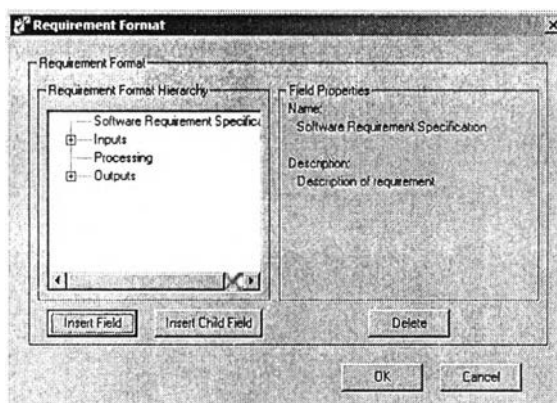 Requirement Format
Requirement Format
Requirement Format Hierarchy
Software Requirement Specific
Inputs
Processing
Outputs
Field Properties
Name:
Software Requirement Specification
Description:
Description of requirement
Insert Field
Insert Child Field
Delete
OK
Cancel